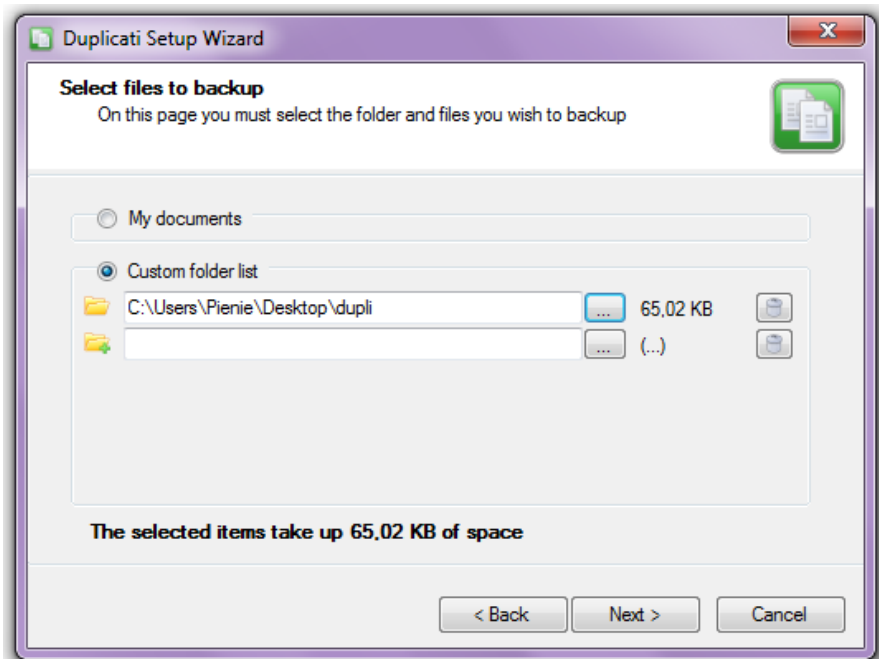 Duplicati Setup Wizard
Select files to backup
On this page you must select the folder and files you wish to backup
My documents
Custom folder list
C:\Users\Pienie\Desktop\dupli ... 65,02 KB
... (...)
The selected items take up 65,02 KB of space
< Back Next > Cancel